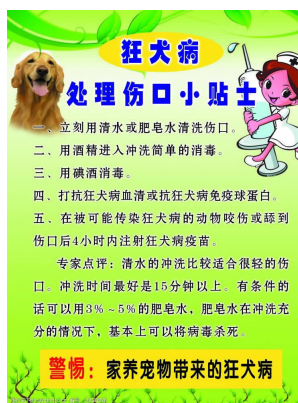 狂犬病
处理伤口小贴士
一、立刻用清水或肥皂水清洗伤口。
二、用酒精进入冲洗简单的消毒。
三、用碘酒消毒。
四、打抗狂犬病血清或抗狂犬病免疫球蛋白。
五、在被可能传染狂犬病的动物咬伤或舔到
伤口后4小时内注射狂犬病疫苗。
专家点评：清水的冲洗比较适合很轻的伤
口。冲洗时间最好是15分钟以上。有条件的
话可以用3%~5%的肥皂水，肥皂水在冲洗充
分的情况下，基本上可以将病毒杀死。
警惕：家养宠物带来的狂犬病